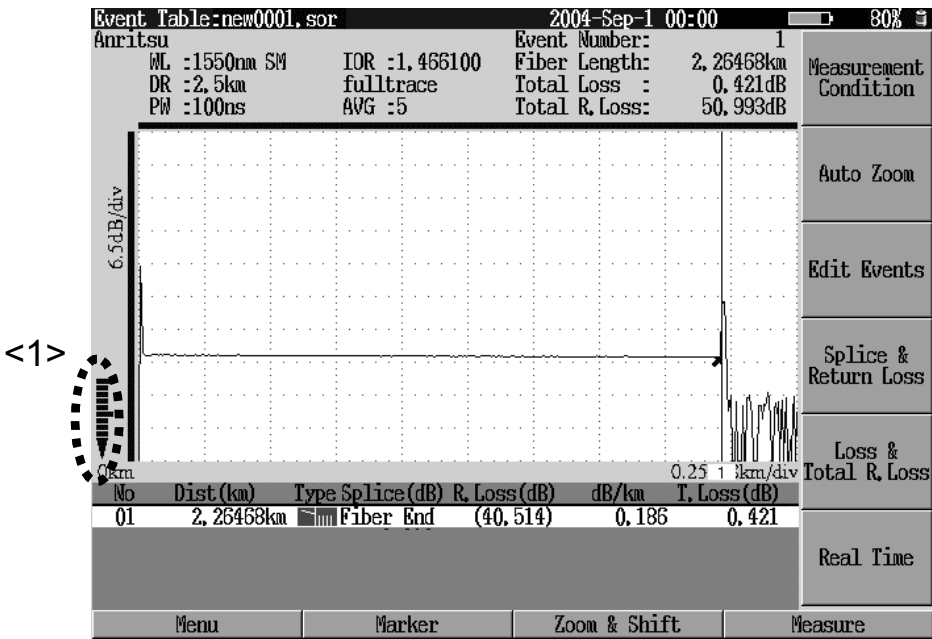 Event Table:new0001.sor 2004-Sep-1 00:00 80%
Anritsu Event Number: 1
WL :1550nm SM IOR :1.466100 Fiber Length: 2.26468km
DR :2.5km fulltrace Total Loss : 0.421dB
PW :100ns AVG :5 Total R.Loss: 50.993dB
Measurement
Condition
Auto Zoom
6.5dB/div
Edit Events
<1>
Splice &
Return Loss
Loss &
Total R.Loss
0km 0.25 1 km/div
No Dist(km) Type Splice(dB) R.Loss(dB) dB/km T.Loss(dB)
01 2.26468km Fiber End (40.514) 0.186 0.421
Real Time
Menu Marker Zoom & Shift Measure